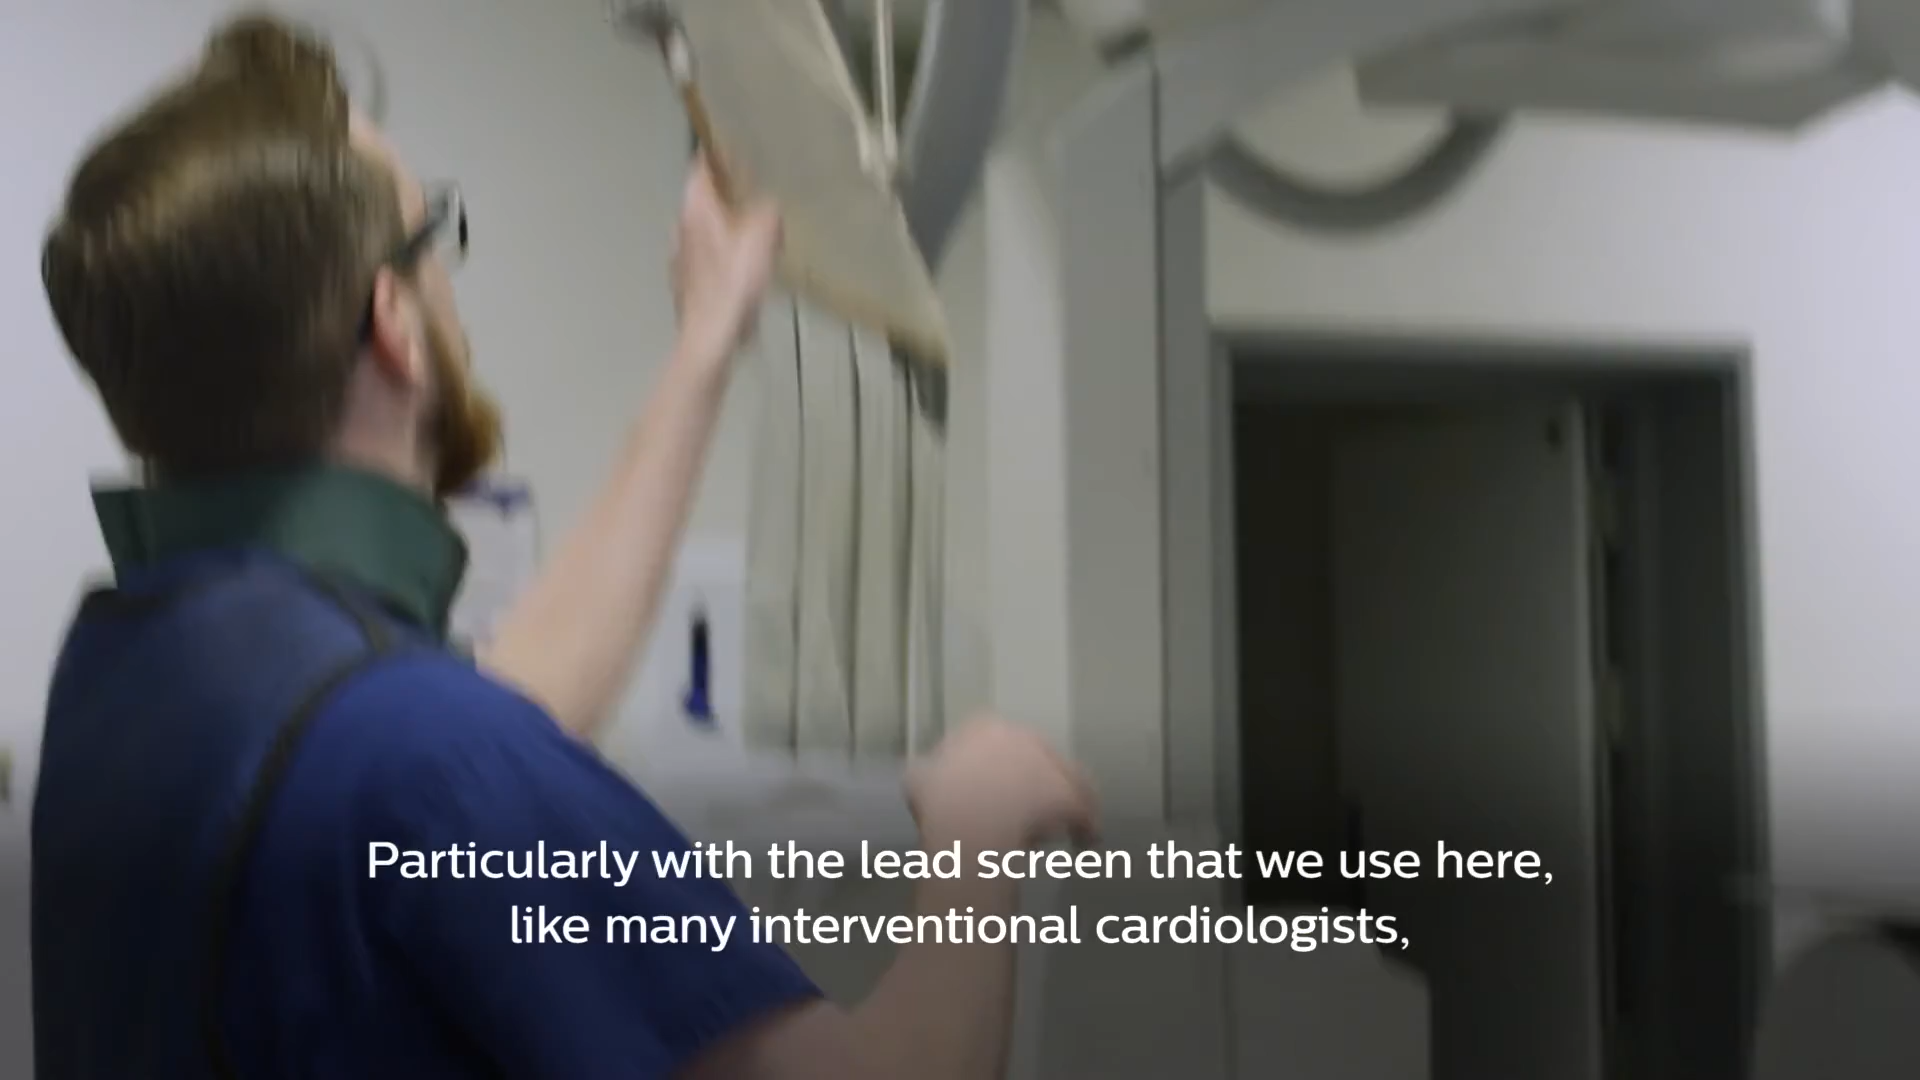 Particularly with the lead screen that we use here,
like many interventional cardiologists,